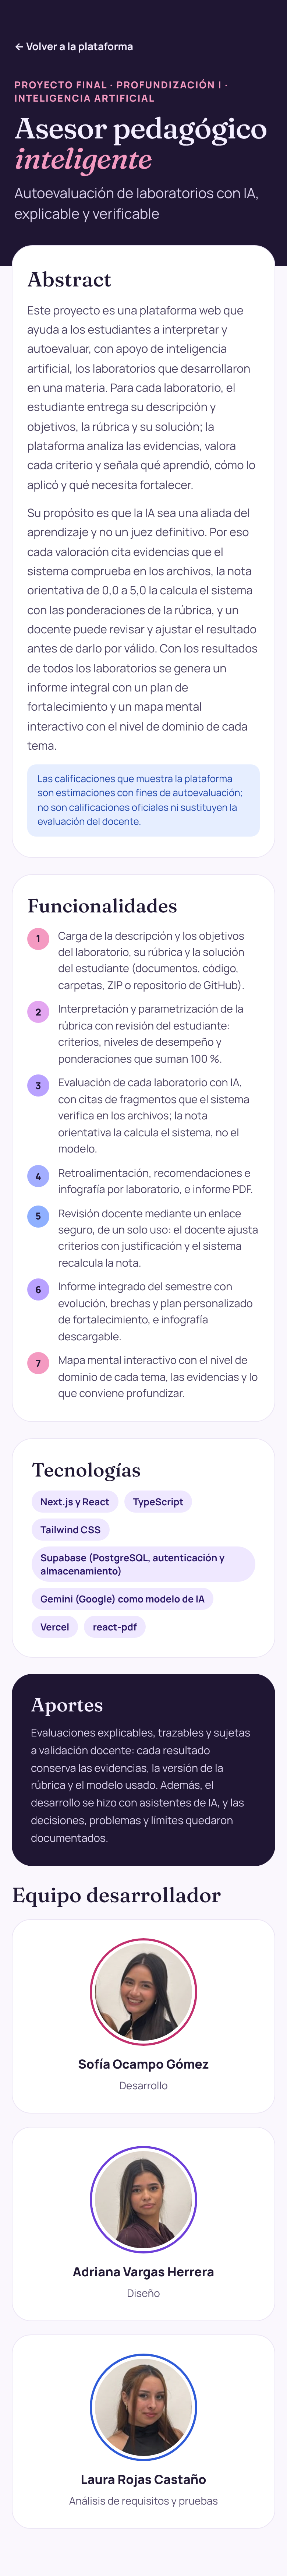 ← Volver a la plataforma
PROYECTO FINAL · PROFUNDIZACIÓN I ·
INTELIGENCIA ARTIFICIAL
Asesor pedagógico
inteligente
Autoevaluación de laboratorios con IA,
explicable y verificable
Abstract
Este proyecto es una plataforma web que
ayuda a los estudiantes a interpretar y
autoevaluar, con apoyo de inteligencia
artificial, los laboratorios que desarrollaron
en una materia. Para cada laboratorio, el
estudiante entrega su descripción y
objetivos, la rúbrica y su solución; la
plataforma analiza las evidencias, valora
cada criterio y señala qué aprendió, cómo lo
aplicó y qué necesita fortalecer.
Su propósito es que la IA sea una aliada del
aprendizaje y no un juez definitivo. Por eso
cada valoración cita evidencias que el
sistema comprueba en los archivos, la nota
orientativa de 0,0 a 5,0 la calcula el sistema
con las ponderaciones de la rúbrica, y un
docente puede revisar y ajustar el resultado
antes de darlo por válido. Con los resultados
de todos los laboratorios se genera un
informe integral con un plan de
fortalecimiento y un mapa mental
interactivo con el nivel de dominio de cada
tema.
Las calificaciones que muestra la plataforma
son estimaciones con fines de autoevaluación;
no son calificaciones oficiales ni sustituyen la
evaluación del docente.
Funcionalidades
1 Carga de la descripción y los objetivos
del laboratorio, su rúbrica y la solución
del estudiante (documentos, código,
carpetas, ZIP o repositorio de GitHub).
2 Interpretación y parametrización de la
rúbrica con revisión del estudiante:
criterios, niveles de desempeño y
ponderaciones que suman 100 %.
3 Evaluación de cada laboratorio con IA,
con citas de fragmentos que el sistema
verifica en los archivos; la nota
orientativa la calcula el sistema, no el
modelo.
4 Retroalimentación, recomendaciones e
infografía por laboratorio, e informe PDF.
5 Revisión docente mediante un enlace
seguro, de un solo uso: el docente ajusta
criterios con justificación y el sistema
recalcula la nota.
6 Informe integrado del semestre con
evolución, brechas y plan personalizado
de fortalecimiento, e infografía
descargable.
7 Mapa mental interactivo con el nivel de
dominio de cada tema, las evidencias y lo
que conviene profundizar.
Tecnologías
Next.js y React TypeScript
Tailwind CSS
Supabase (PostgreSQL, autenticación y
almacenamiento)
Gemini (Google) como modelo de IA
Vercel react-pdf
Aportes
Evaluaciones explicables, trazables y sujetas
a validación docente: cada resultado
conserva las evidencias, la versión de la
rúbrica y el modelo usado. Además, el
desarrollo se hizo con asistentes de IA, y las
decisiones, problemas y límites quedaron
documentados.
Equipo desarrollador
Sofía Ocampo Gómez
Desarrollo
Adriana Vargas Herrera
Diseño
Laura Rojas Castaño
Análisis de requisitos y pruebas